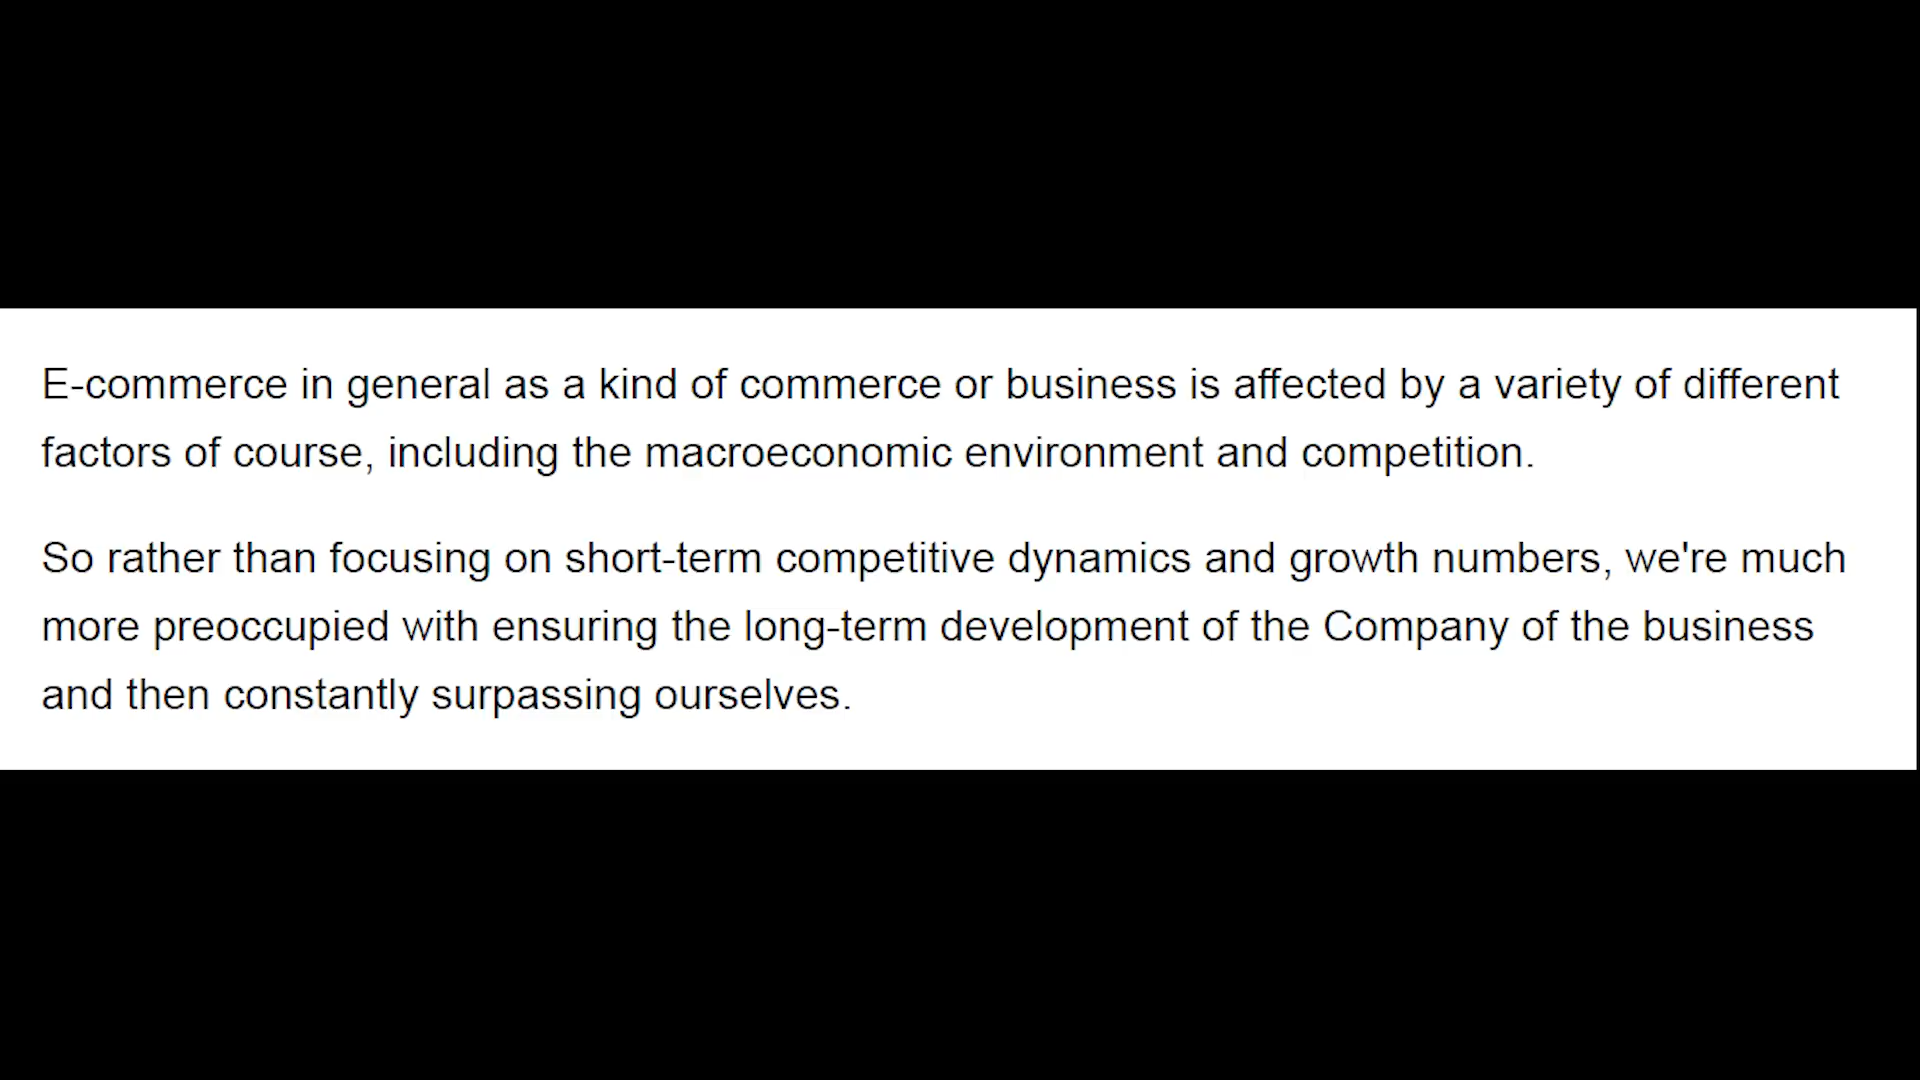 E-commerce in general as a kind of commerce or business is affected by a variety of different
factors of course, including the macroeconomic environment and competition.
So rather than focusing on short-term competitive dynamics and growth numbers, we're much
more preoccupied with ensuring the long-term development of the Company of the business
and then constantly surpassing ourselves.